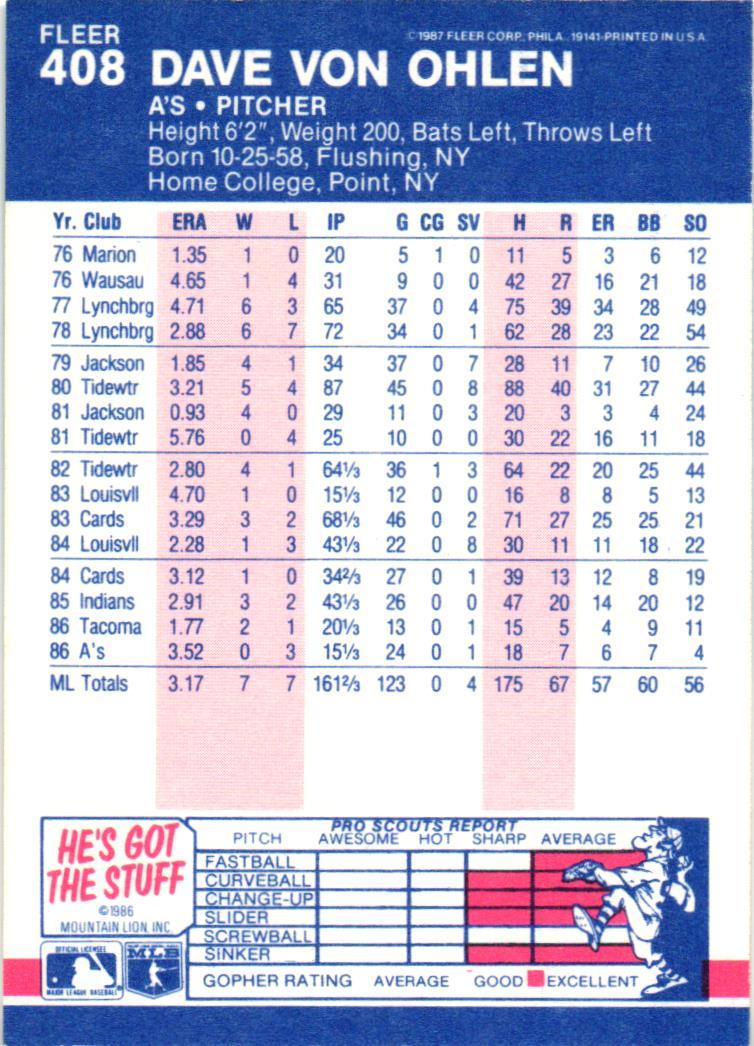 FLEER
©1987 FLEER CORP., PHILA. 19141-PRINTED IN U S A
408 DAVE VON OHLEN
A'S • PITCHER
Height 6'2", Weight 200, Bats Left, Throws Left
Born 10-25-58, Flushing, NY
Home College, Point, NY
Yr. Club ERA W L IP G CG SV H R ER BB SO
76 Marion 1.35 1 0 20 5 1 0 11 5 3 6 12
76 Wausau 4.65 1 4 31 9 0 0 42 27 16 21 18
77 Lynchbrg 4.71 6 3 65 37 0 4 75 39 34 28 49
78 Lynchbrg 2.88 6 7 72 34 0 1 62 28 23 22 54
79 Jackson 1.85 4 1 34 37 0 7 28 11 7 10 26
80 Tidewtr 3.21 5 4 87 45 0 8 88 40 31 27 44
81 Jackson 0.93 4 0 29 11 0 3 20 3 3 4 24
81 Tidewtr 5.76 0 4 25 10 0 0 30 22 16 11 18
82 Tidewtr 2.80 4 1 64⅓ 36 1 3 64 22 20 25 44
83 Louisvll 4.70 1 0 15⅓ 12 0 0 16 8 8 5 13
83 Cards 3.29 3 2 68⅓ 46 0 2 71 27 25 25 21
84 Louisvll 2.28 1 3 43⅓ 22 0 8 30 11 11 18 22
84 Cards 3.12 1 0 34⅔ 27 0 1 39 13 12 8 19
85 Indians 2.91 3 2 43⅓ 26 0 0 47 20 14 20 12
86 Tacoma 1.77 2 1 20⅓ 13 0 1 15 5 4 9 11
86 A's 3.52 0 3 15⅓ 24 0 1 18 7 6 7 4
ML Totals 3.17 7 7 161⅔ 123 0 4 175 67 57 60 56
HE'S GOT
THE STUFF
©1986
MOUNTAIN LION, INC.
PRO SCOUTS REPORT
PITCH AWESOME HOT SHARP AVERAGE
FASTBALL
CURVEBALL
CHANGE-UP
SLIDER
SCREWBALL
SINKER
GOPHER RATING AVERAGE GOOD EXCELLENT
OFFICIAL LICENSEE
MAJOR LEAGUE BASEBALL
MLB